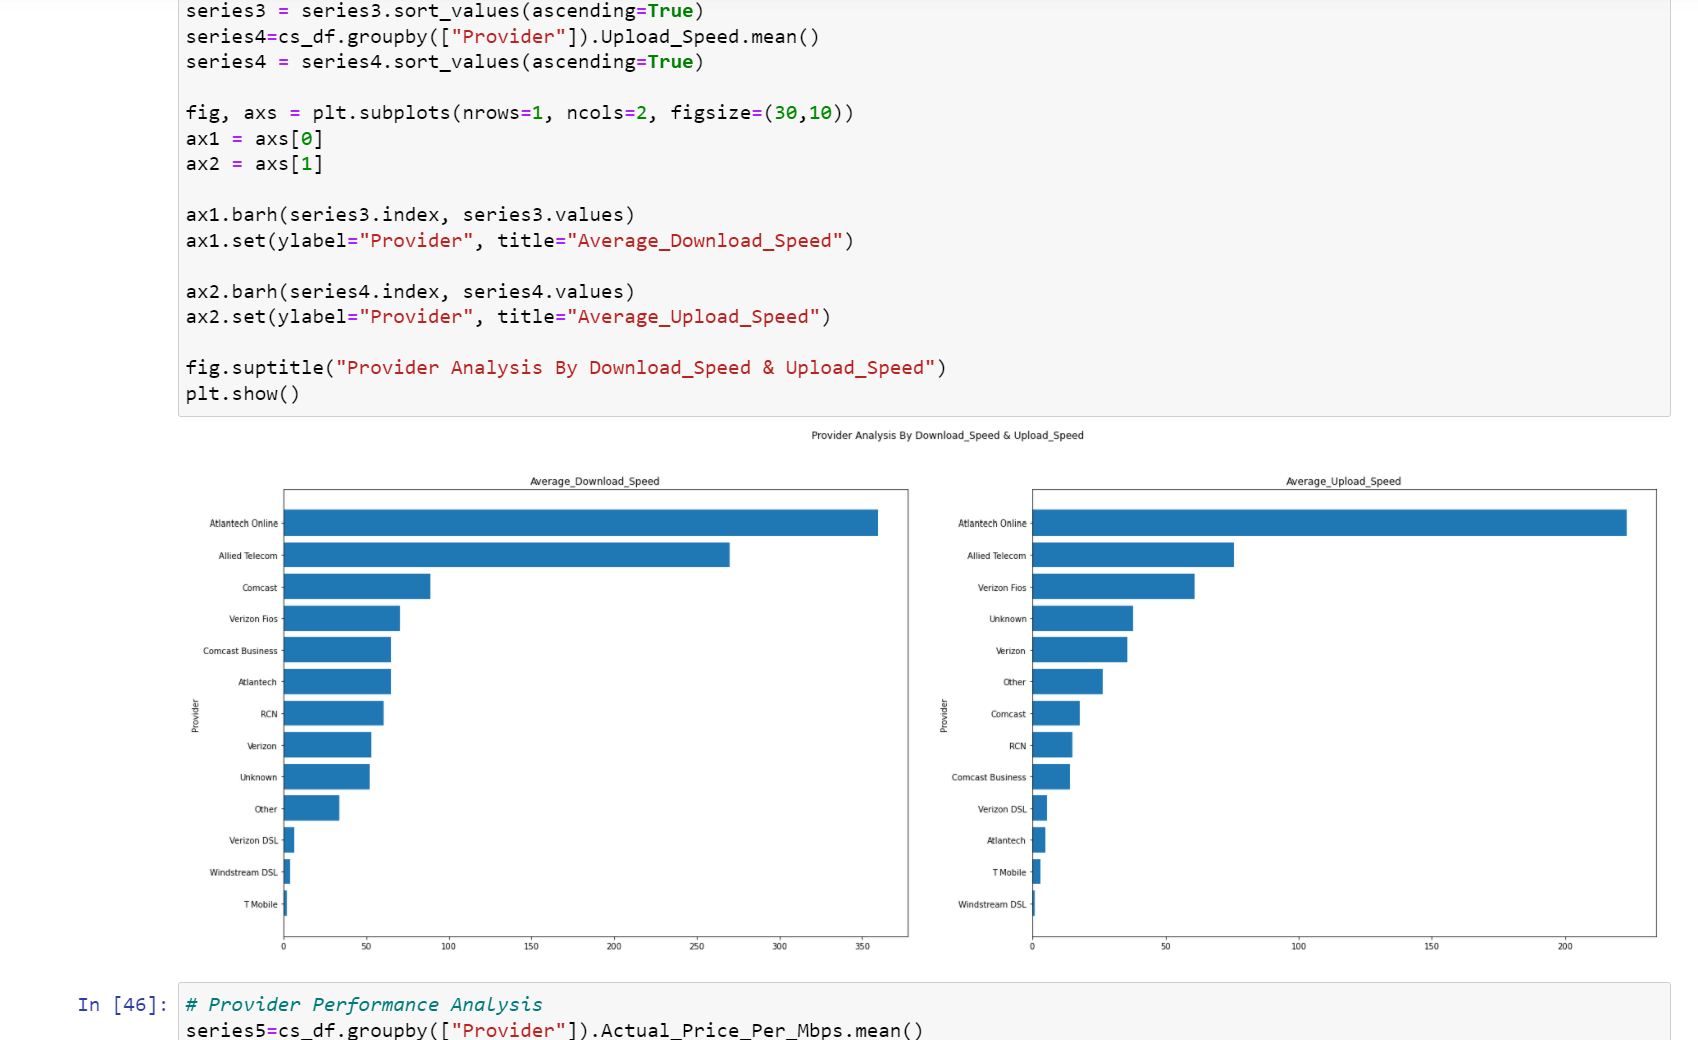 series3 = series3.sort_values(ascending=True)
series4=cs_df.groupby(["Provider"]).Upload_Speed.mean()
series4 = series4.sort_values(ascending=True)
fig, axs = plt.subplots(nrows=1, ncols=2, figsize=(30,10))
ax1 = axs[0]
ax2 = axs[1]
ax1.barh(series3.index, series3.values)
ax1.set(ylabel="Provider", title="Average_Download_Speed")
ax2.barh(series4.index, series4.values)
ax2.set(ylabel="Provider", title="Average_Upload_Speed")
fig.suptitle("Provider Analysis By Download_Speed & Upload_Speed")
plt.show()
Provider Analysis By Download_Speed & Upload_Speed
Average_Download_Speed
Provider
Atlantech Online
Allied Telecom
Comcast
Verizon Fios
Comcast Business
Atlantech
RCN
Verizon
Unknown
Other
Verizon DSL
Windstream DSL
T Mobile
0 50 100 150 200 250 300 350
Average_Upload_Speed
Provider
Atlantech Online
Allied Telecom
Verizon Fios
Unknown
Verizon
Other
Comcast
RCN
Comcast Business
Verizon DSL
Atlantech
T Mobile
Windstream DSL
0 50 100 150 200
In [46]: # Provider Performance Analysis
series5=cs_df.groupby(["Provider"]).Actual_Price_Per_Mbps.mean()